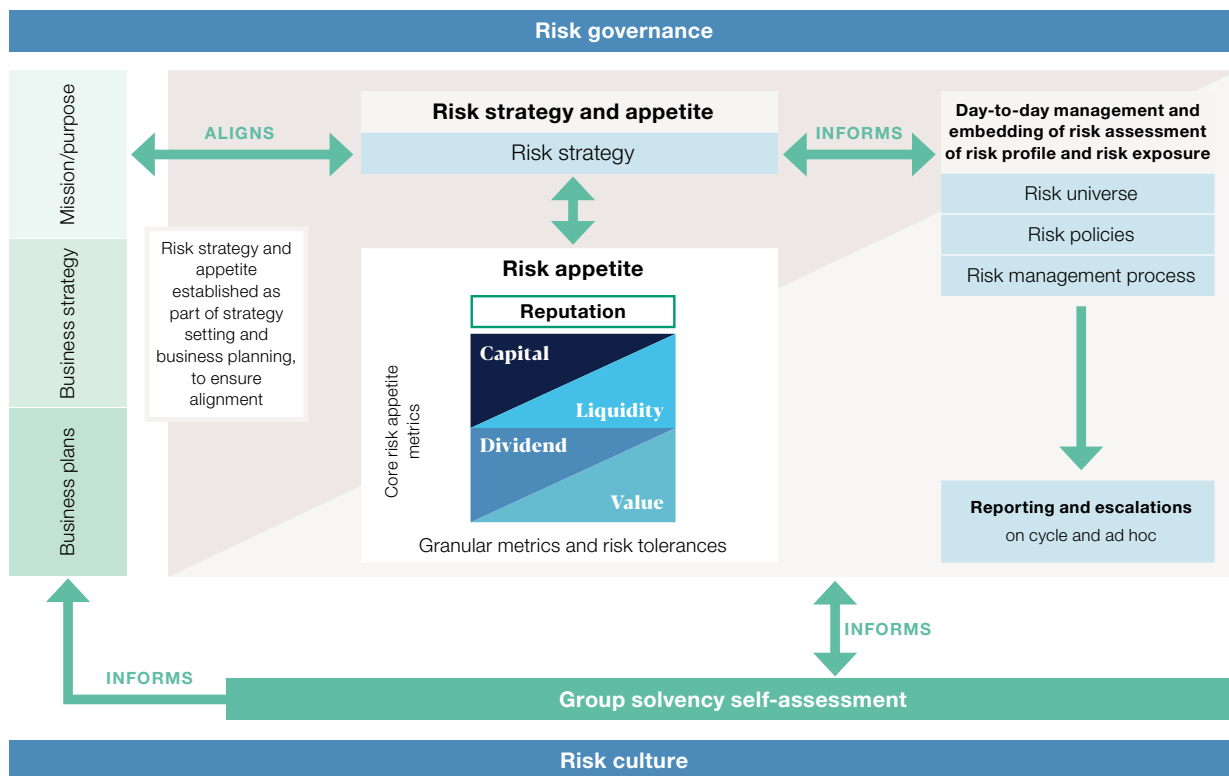 Risk governance
Mission/purpose
Business strategy
Business plans
ALIGNS
Risk strategy and
appetite
established as
part of strategy
setting and
business planning,
to ensure
alignment
Risk strategy and appetite
Risk strategy
INFORMS
Risk appetite
Reputation
Core risk appetite
metrics
Capital
Liquidity
Dividend
Value
Granular metrics and risk tolerances
Day-to-day management and
embedding of risk assessment
of risk profile and risk exposure
Risk universe
Risk policies
Risk management process
Reporting and escalations
on cycle and ad hoc
INFORMS
INFORMS
Group solvency self-assessment
Risk culture